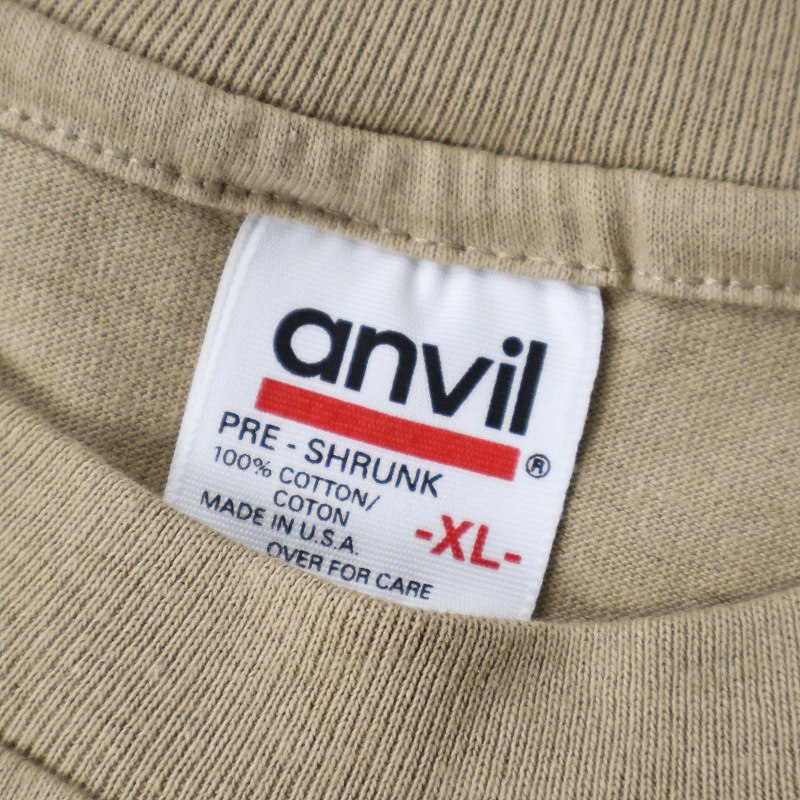 anvil
®
PRE - SHRUNK
100% COTTON/
COTON
MADE IN U.S.A.
-XL-
OVER FOR CARE